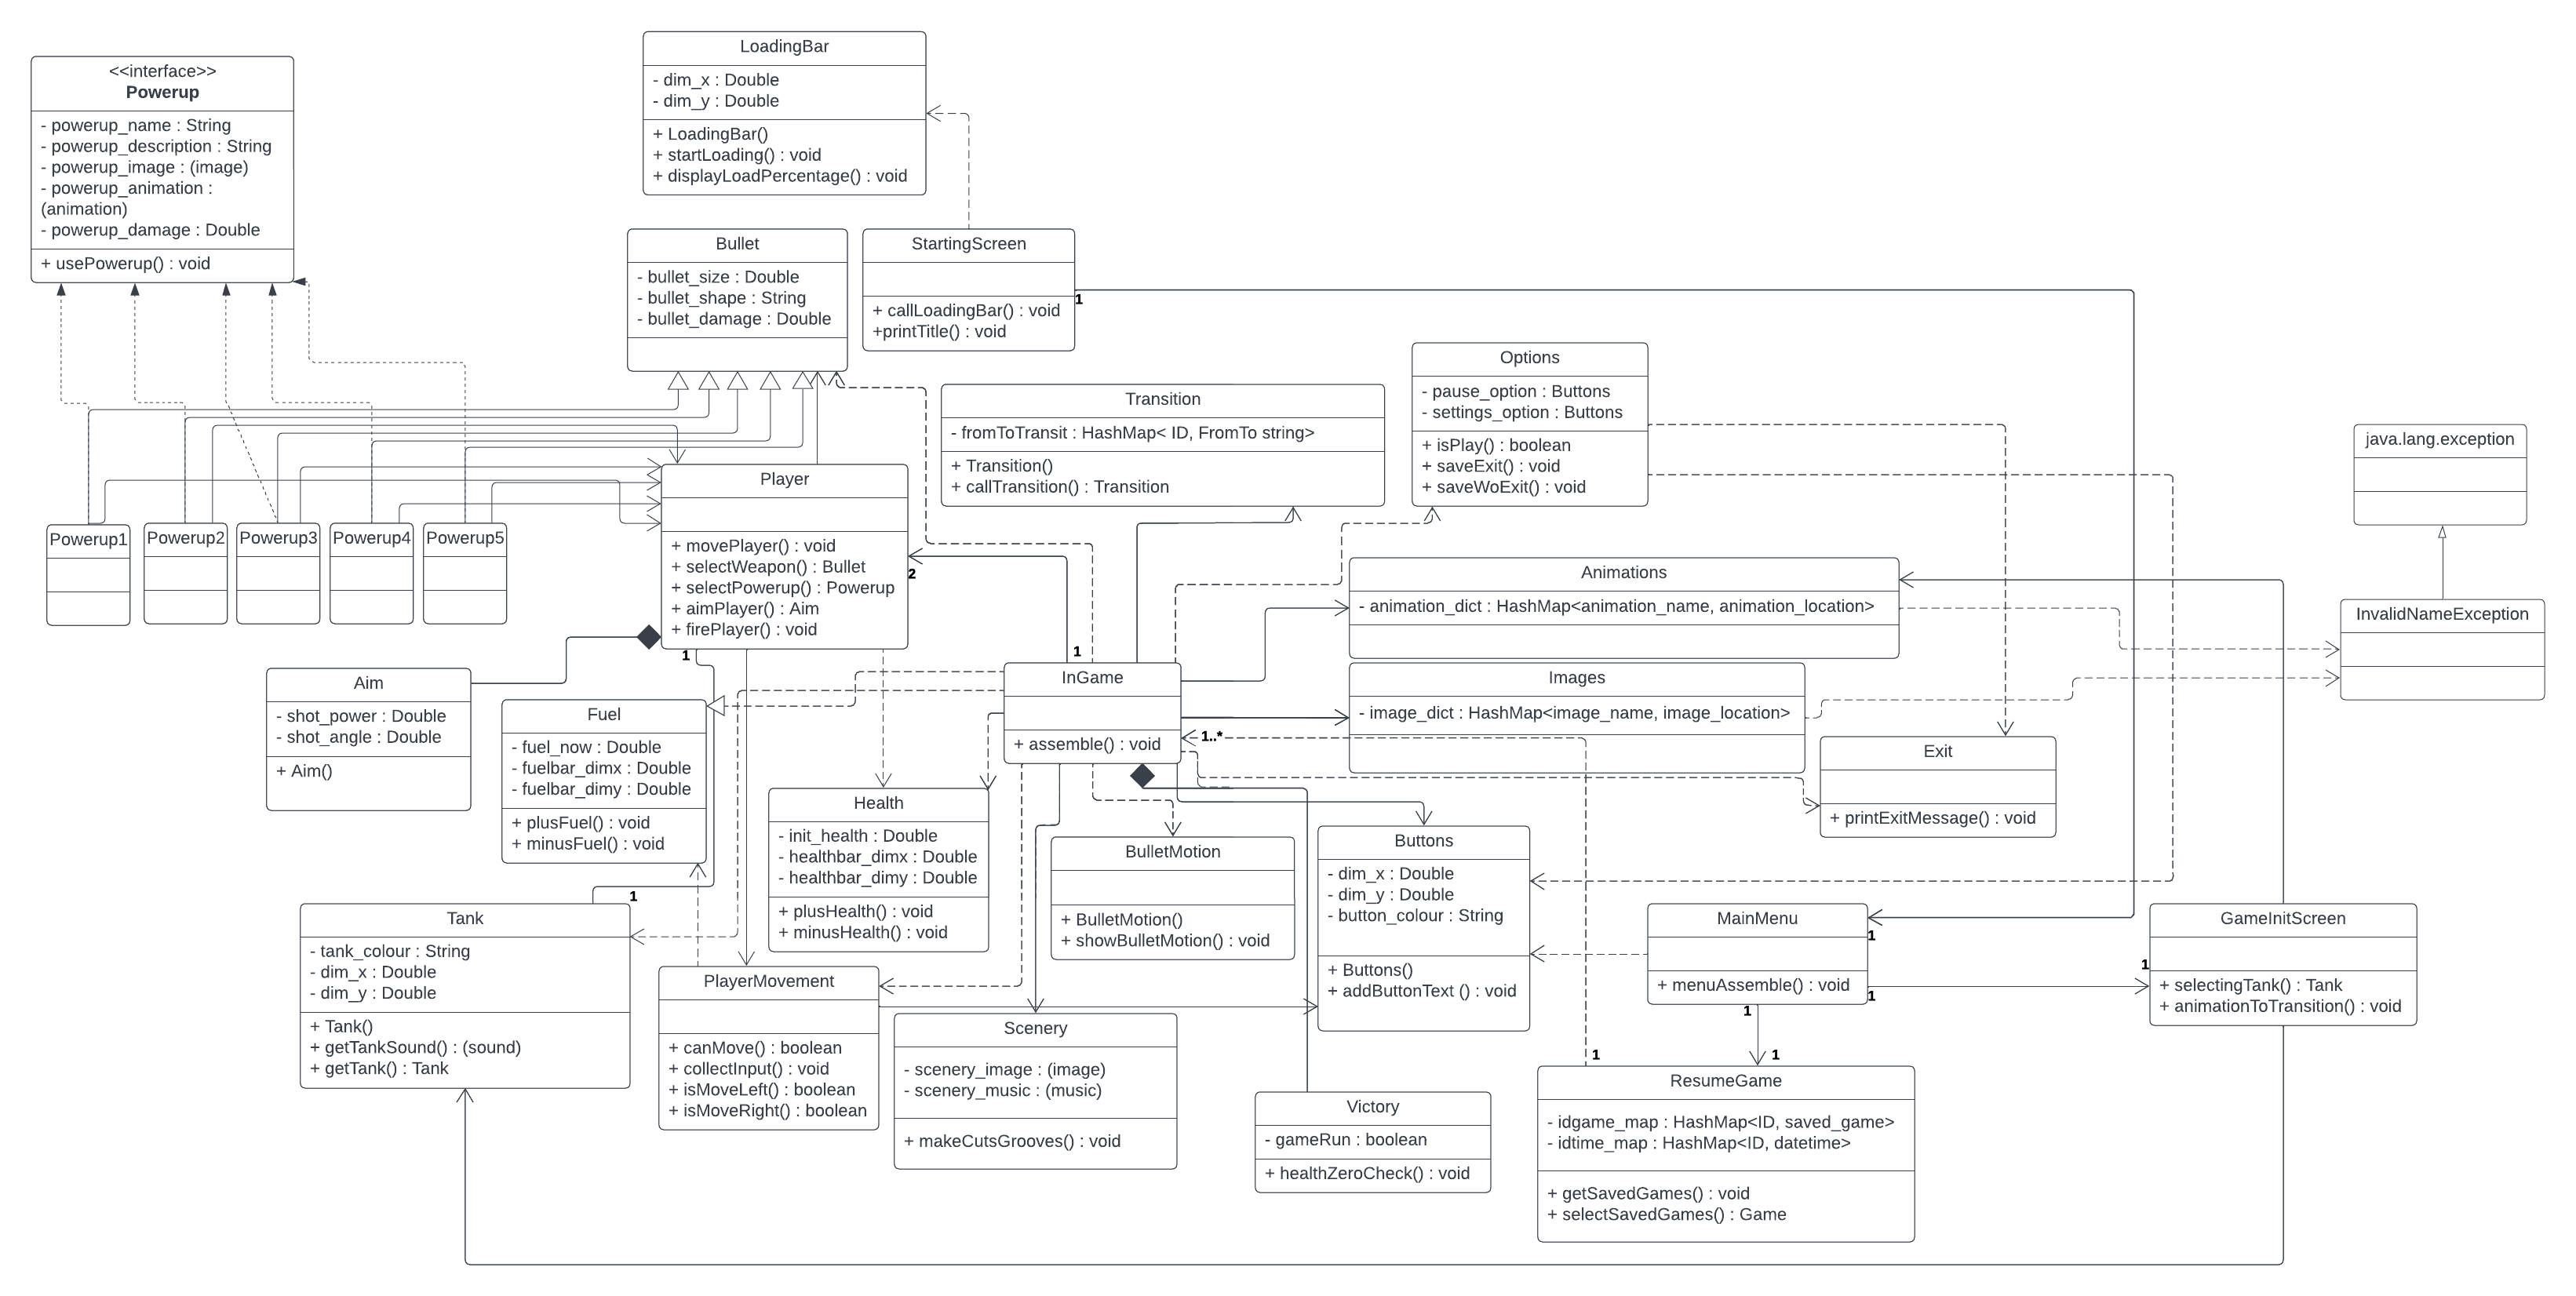 LoadingBar
- dim_x : Double
- dim_y : Double
+ LoadingBar()
+ startLoading() : void
+ displayLoadPercentage() : void
<<interface>>
Powerup
- powerup_name : String
- powerup_description : String
- powerup_image : (image)
- powerup_animation :
(animation)
- powerup_damage : Double
+ usePowerup() : void
Bullet
- bullet_size : Double
- bullet_shape : String
- bullet_damage : Double
StartingScreen
+ callLoadingBar() : void
+printTitle() : void
1
Transition
- fromToTransit : HashMap< ID, FromTo string>
+ Transition()
+ callTransition() : Transition
Options
- pause_option : Buttons
- settings_option : Buttons
+ isPlay() : boolean
+ saveExit() : void
+ saveWoExit() : void
java.lang.exception
Powerup1
Powerup2
Powerup3
Powerup4
Powerup5
Player
+ movePlayer() : void
+ selectWeapon() : Bullet
+ selectPowerup() : Powerup
+ aimPlayer() : Aim
+ firePlayer() : void
2
1
1
Animations
- animation_dict : HashMap<animation_name, animation_location>
InvalidNameException
Aim
- shot_power : Double
- shot_angle : Double
+ Aim()
Fuel
- fuel_now : Double
- fuelbar_dimx : Double
- fuelbar_dimy : Double
+ plusFuel() : void
+ minusFuel() : void
InGame
+ assemble() : void
1..*
Images
- image_dict : HashMap<image_name, image_location>
Exit
+ printExitMessage() : void
Health
- init_health : Double
- healthbar_dimx : Double
- healthbar_dimy : Double
+ plusHealth() : void
+ minusHealth() : void
BulletMotion
+ BulletMotion()
+ showBulletMotion() : void
Buttons
- dim_x : Double
- dim_y : Double
- button_colour : String
+ Buttons()
+ addButtonText () : void
1
Tank
- tank_colour : String
- dim_x : Double
- dim_y : Double
+ Tank()
+ getTankSound() : (sound)
+ getTank() : Tank
MainMenu
+ menuAssemble() : void
1
1
1
1
GameInitScreen
+ selectingTank() : Tank
+ animationToTransition() : void
PlayerMovement
+ canMove() : boolean
+ collectInput() : void
+ isMoveLeft() : boolean
+ isMoveRight() : boolean
Scenery
- scenery_image : (image)
- scenery_music : (music)
+ makeCutsGrooves() : void
Victory
- gameRun : boolean
+ healthZeroCheck() : void
1
1
ResumeGame
- idgame_map : HashMap<ID, saved_game>
- idtime_map : HashMap<ID, datetime>
+ getSavedGames() : void
+ selectSavedGames() : Game